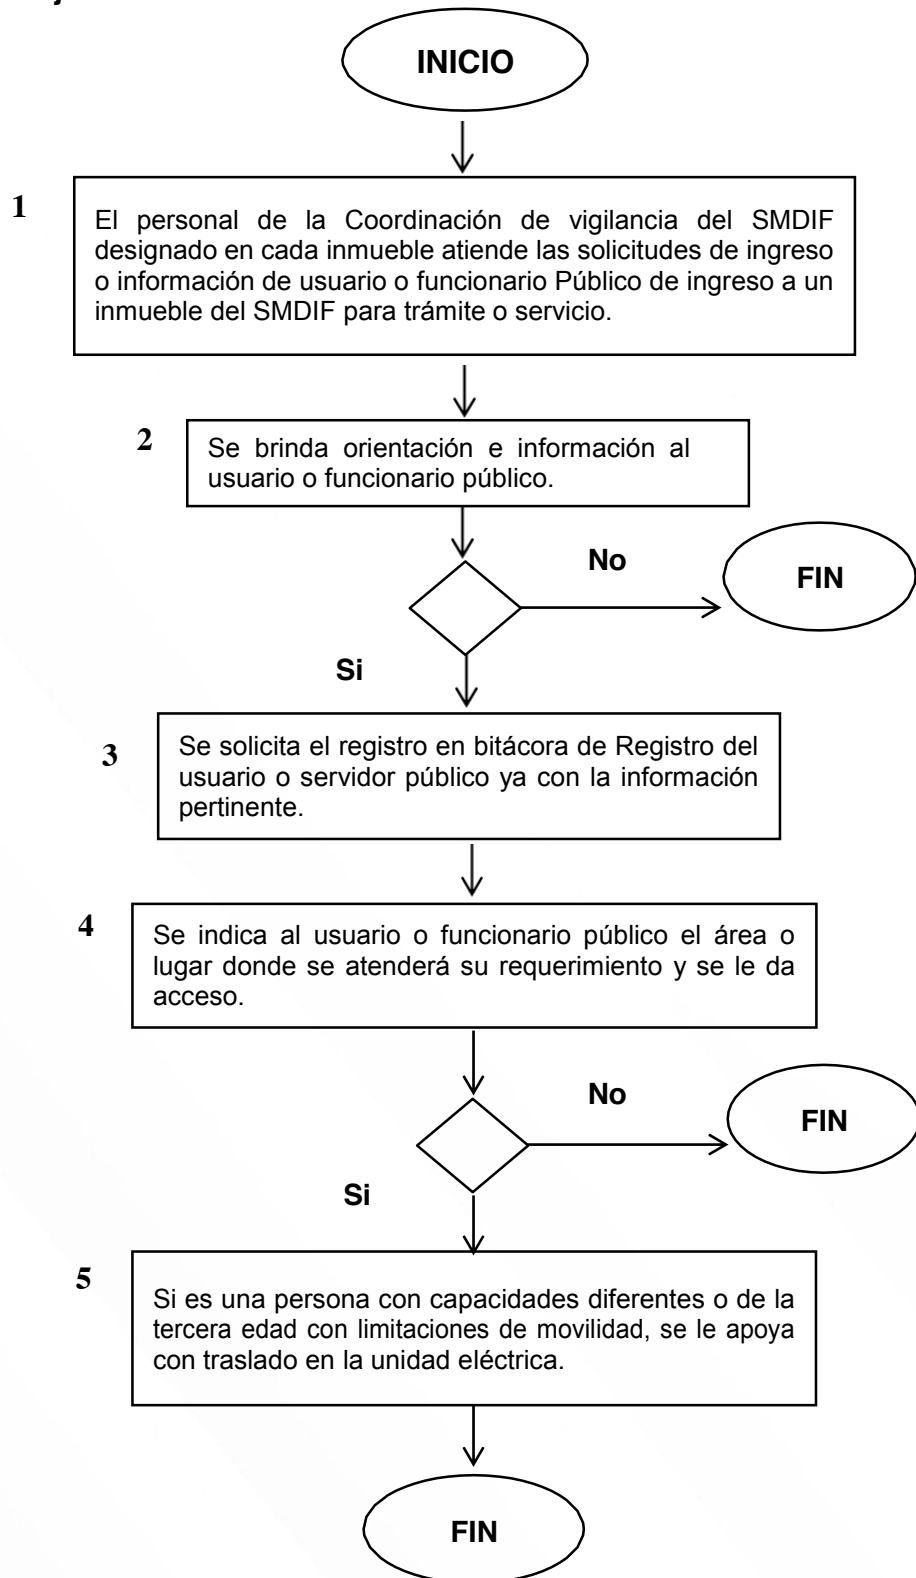 INICIO
1
El personal de la Coordinación de vigilancia del SMDIF
designado en cada inmueble atiende las solicitudes de ingreso
o información de usuario o funcionario Público de ingreso a un
inmueble del SMDIF para trámite o servicio.
2
Se brinda orientación e información al
usuario o funcionario público.
No
FIN
Si
3
Se solicita el registro en bitácora de Registro del
usuario o servidor público ya con la información
pertinente.
4
Se indica al usuario o funcionario público el área o
lugar donde se atenderá su requerimiento y se le da
acceso.
No
FIN
Si
5
Si es una persona con capacidades diferentes o de la
tercera edad con limitaciones de movilidad, se le apoya
con traslado en la unidad eléctrica.
FIN